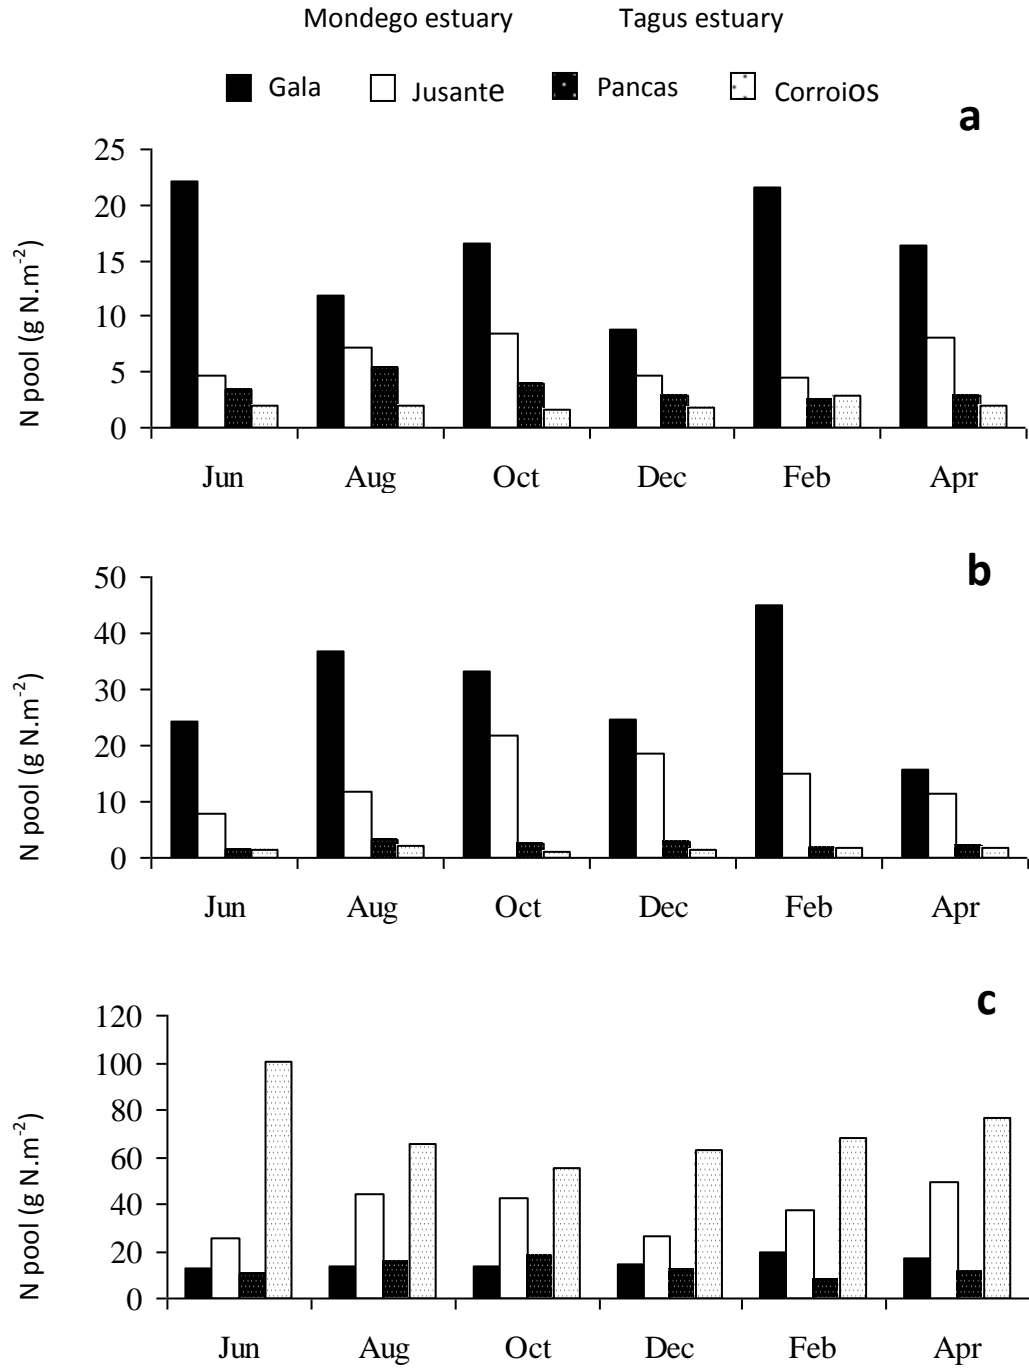 Mondego estuary Tagus estuary
Gala Jusante Pancas Corroios
a
N pool (g N.m-2)
25
20
15
10
5
0
Jun Aug Oct Dec Feb Apr
b
N pool (g N.m-2)
50
40
30
20
10
0
Jun Aug Oct Dec Feb Apr
c
N pool (g N.m-2)
120
100
80
60
40
20
0
Jun Aug Oct Dec Feb Apr